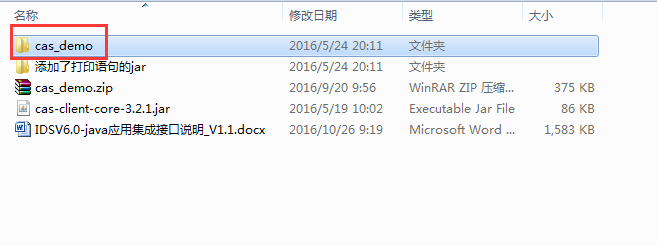 名称 修改日期 类型 大小
cas_demo 2016/5/24 20:11 文件夹
添加了打印语句的jar 2016/5/24 20:11 文件夹
cas_demo.zip 2016/9/20 9:56 WinRAR ZIP 压缩... 375 KB
cas-client-core-3.2.1.jar 2016/5/19 10:02 Executable Jar File 86 KB
IDSV6.0-java应用集成接口说明_V1.1.docx 2016/10/26 9:19 Microsoft Word ... 1,583 KB